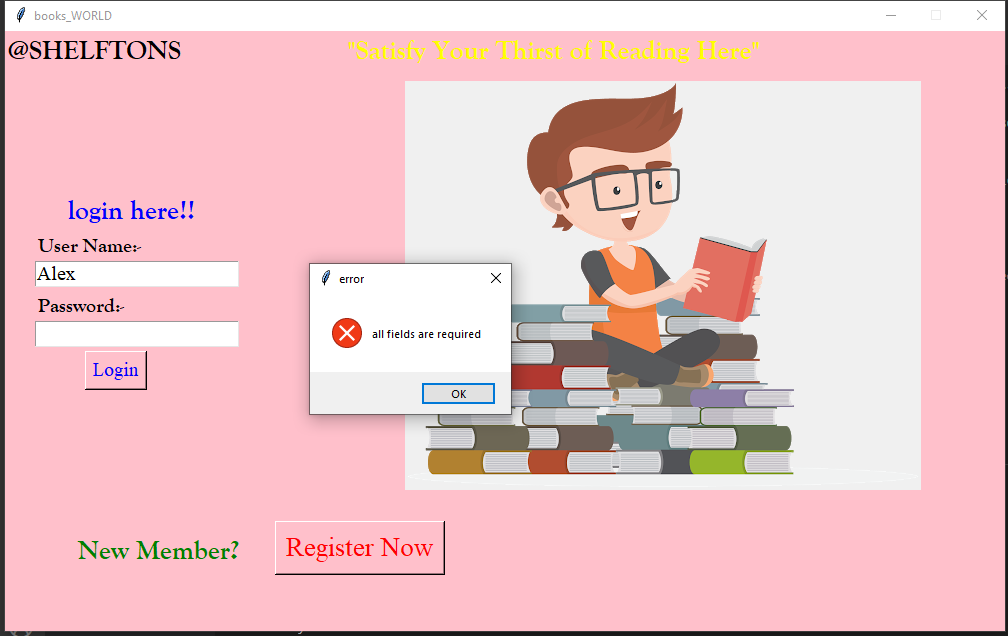 books_WORLD
@SHELFTONS
"Satisfy Your Thirst of Reading Here"
login here!!
User Name:-
Alex
Password:-
Login
error
all fields are required
OK
New Member?
Register Now